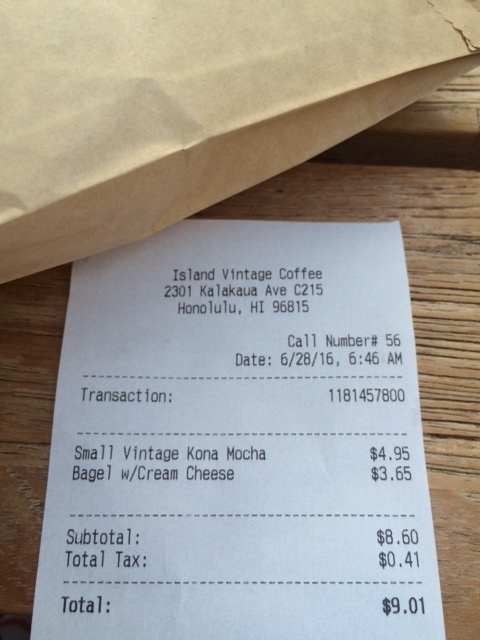 Island Vintage Coffee
2301 Kalakaua Ave C215
Honolulu, HI 96815
Call Number# 56
Date: 6/28/16, 6:46 AM
Transaction: 1181457800
Small Vintage Kona Mocha $4.95
Bagel w/Cream Cheese $3.65
Subtotal: $8.60
Total Tax: $0.41
Total: $9.01